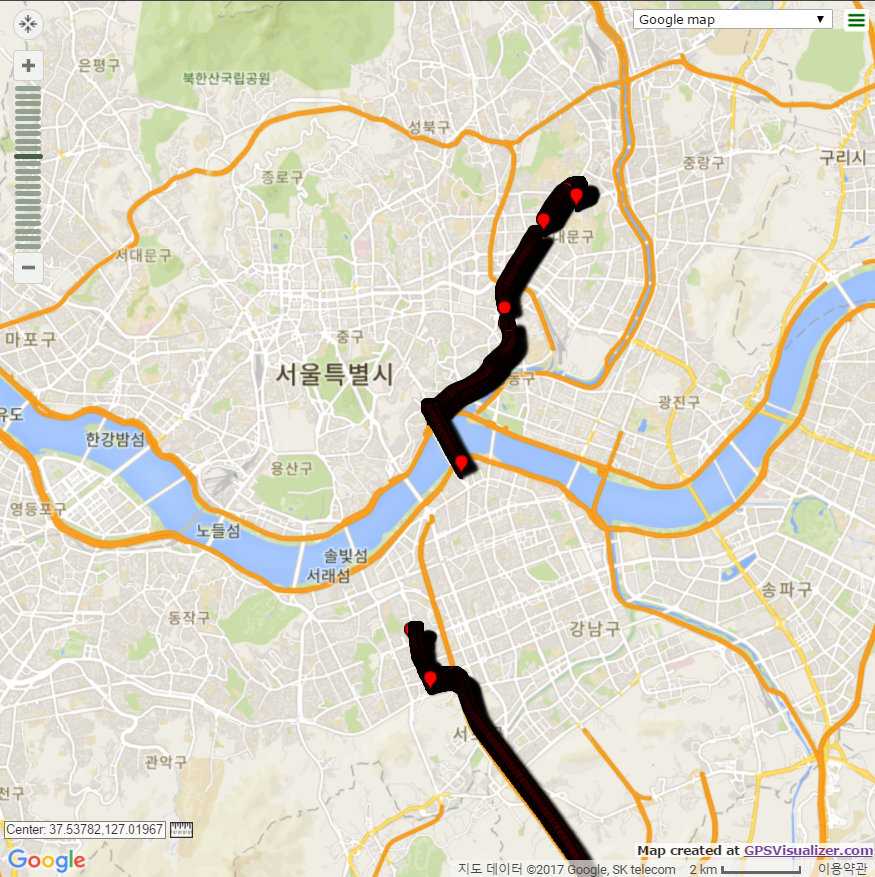 Google map ▼
은평구
북한산국립공원
성북구
중랑구
구리시
종로구
대문구
서대문구
마포구
중구
서울특별시
동구
광진구
유도
한강밤섬
용산구
영등포구
노들섬
솔빛섬
서래섬
송파구
동작구
강남구
서초구
관악구
천구
Center: 37.53782,127.01967
Map created at GPSVisualizer.com
Google
지도 데이터 ©2017 Google, SK telecom 2 km 이용약관